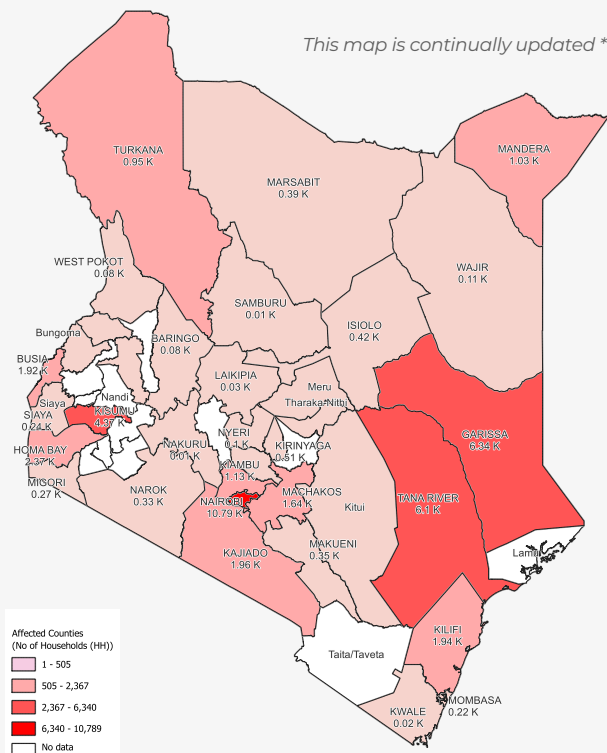 This map is continually updated *
TURKANA
0.95 K
MANDERA
1.03 K
MARSABIT
0.39 K
WEST POKOT
0.08 K
WAJIR
0.11 K
SAMBURU
0.01 K
ISIOLO
0.42 K
Bungoma
BARINGO
0.08 K
BUSIA
1.92 K
LAIKIPIA
0.03 K
Meru
Nandi
Tharaka-Nithi
Siaya
SIAYA
0.24 K
KISUMU
4.37 K
NYERI
0.1 K
GARISSA
6.34 K
HOMA BAY
2.37 K
NAKURU
0.01 K
KIRINYAGA
0.51 K
KIAMBU
1.13 K
MIGORI
0.27 K
NAROK
0.33 K
NAIROBI
10.79 K
MACHAKOS
1.64 K
Kitui
TANA RIVER
6.1 K
KAJIADO
1.96 K
MAKUENI
0.35 K
Lamu
Taita/Taveta
KILIFI
1.94 K
KWALE
0.02 K
MOMBASA
0.22 K
Affected Counties
(No of Households (HH))
1 - 505
505 - 2,367
2,367 - 6,340
6,340 - 10,789
No data